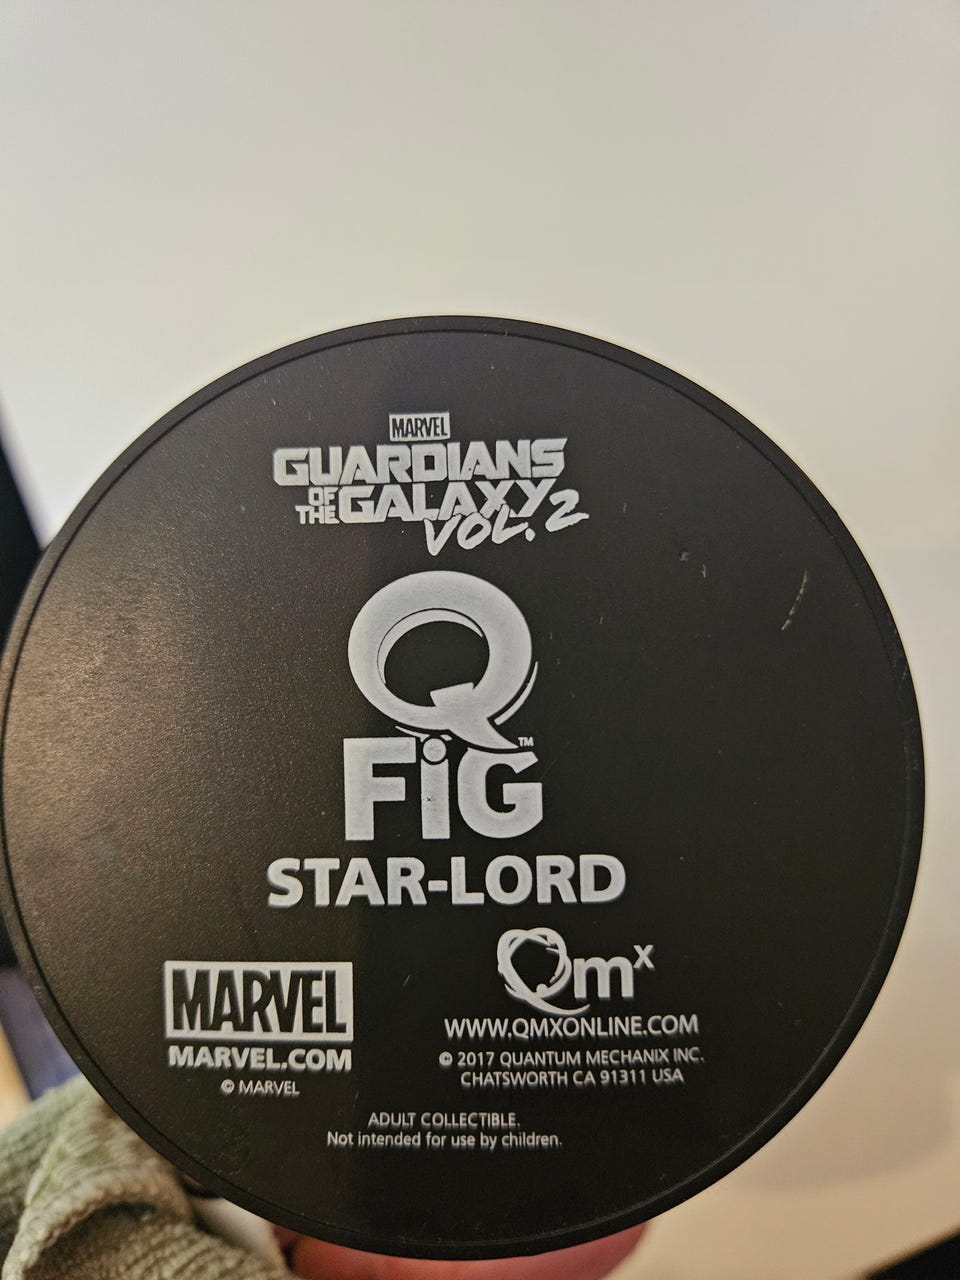 MARVEL
GUARDIANS
OF THE GALAXY
VOL. 2
Q
FiG™
STAR-LORD
MARVEL
MARVEL.COM
© MARVEL
Qmx
WWW.QMXONLINE.COM
© 2017 QUANTUM MECHANIX INC.
CHATSWORTH CA 91311 USA
ADULT COLLECTIBLE.
Not intended for use by children.